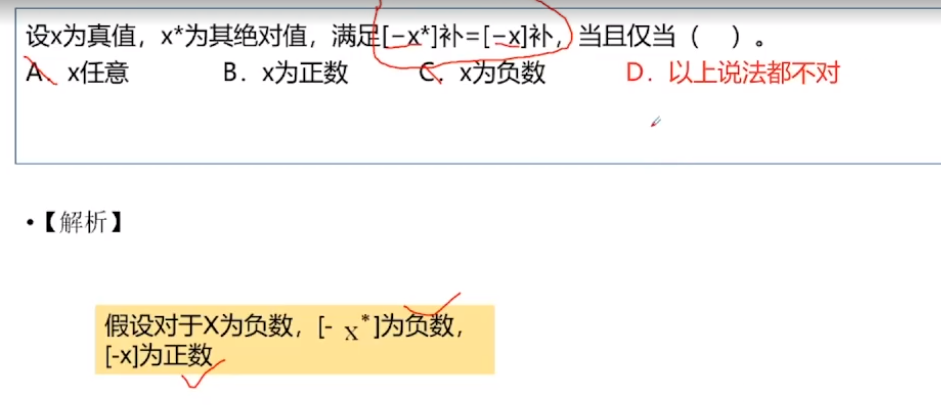 设x为真值，x*为其绝对值，满足[-x*]补=[-x]补，当且仅当（　）。
A、x任意　B．x为正数　C．x为负数　D．以上说法都不对
•【解析】
假设对于X为负数，[- x*]为负数，
[-x]为正数